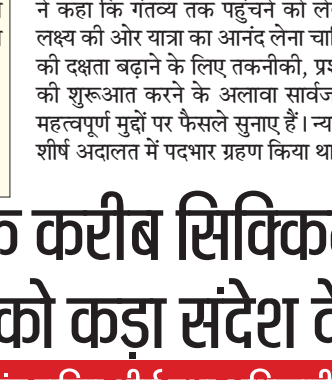 ने कहा कि गंतव्य तक पहुंचने को ले
लक्ष्य की ओर यात्रा का आनंद लेना चा
की दक्षता बढ़ाने के लिए तकनीकी, प्रश
की शुरूआत करने के अलावा सार्वज
महत्वपूर्ण मुद्दों पर फैसले सुनाए हैं। न्य
शीर्ष अदालत में पदभार ग्रहण किया था
करीब सिक्कि
को कड़ा संदेश दे